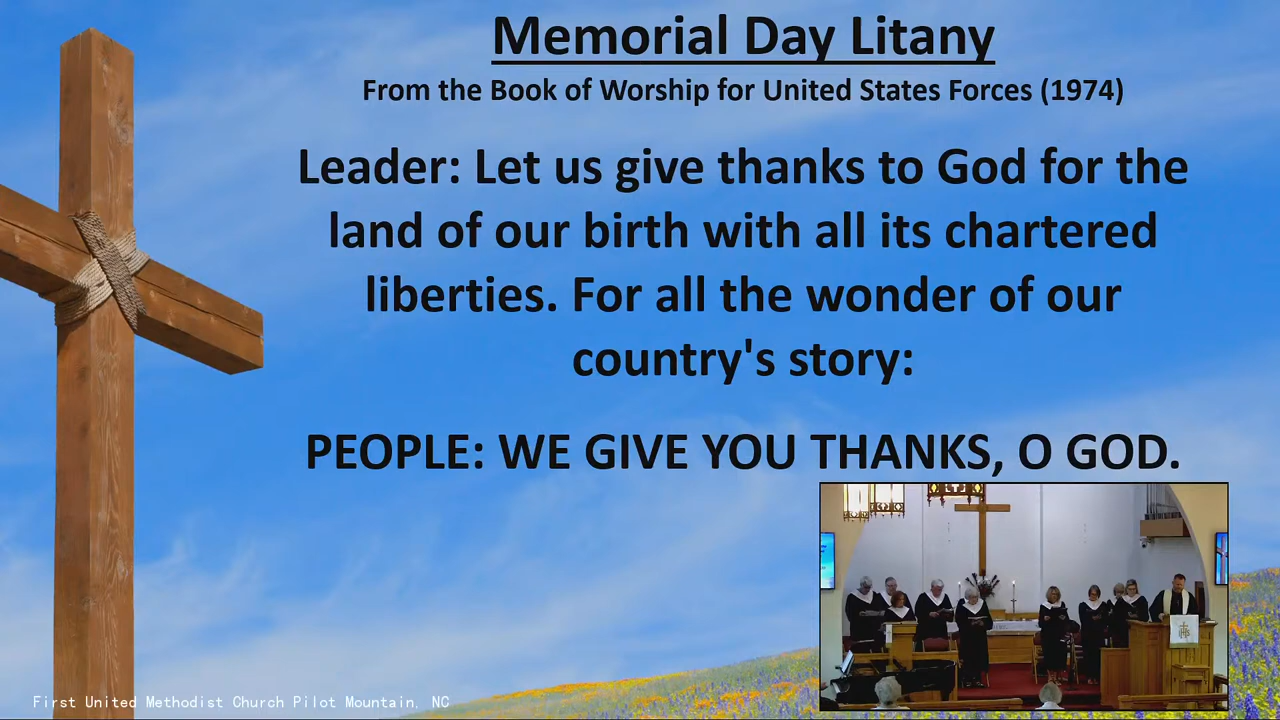 Memorial Day Litany
From the Book of Worship for United States Forces (1974)
Leader: Let us give thanks to God for the
land of our birth with all its chartered
liberties. For all the wonder of our
country's story:
PEOPLE: WE GIVE YOU THANKS, O GOD.
First United Methodist Church Pilot Mountain, NC